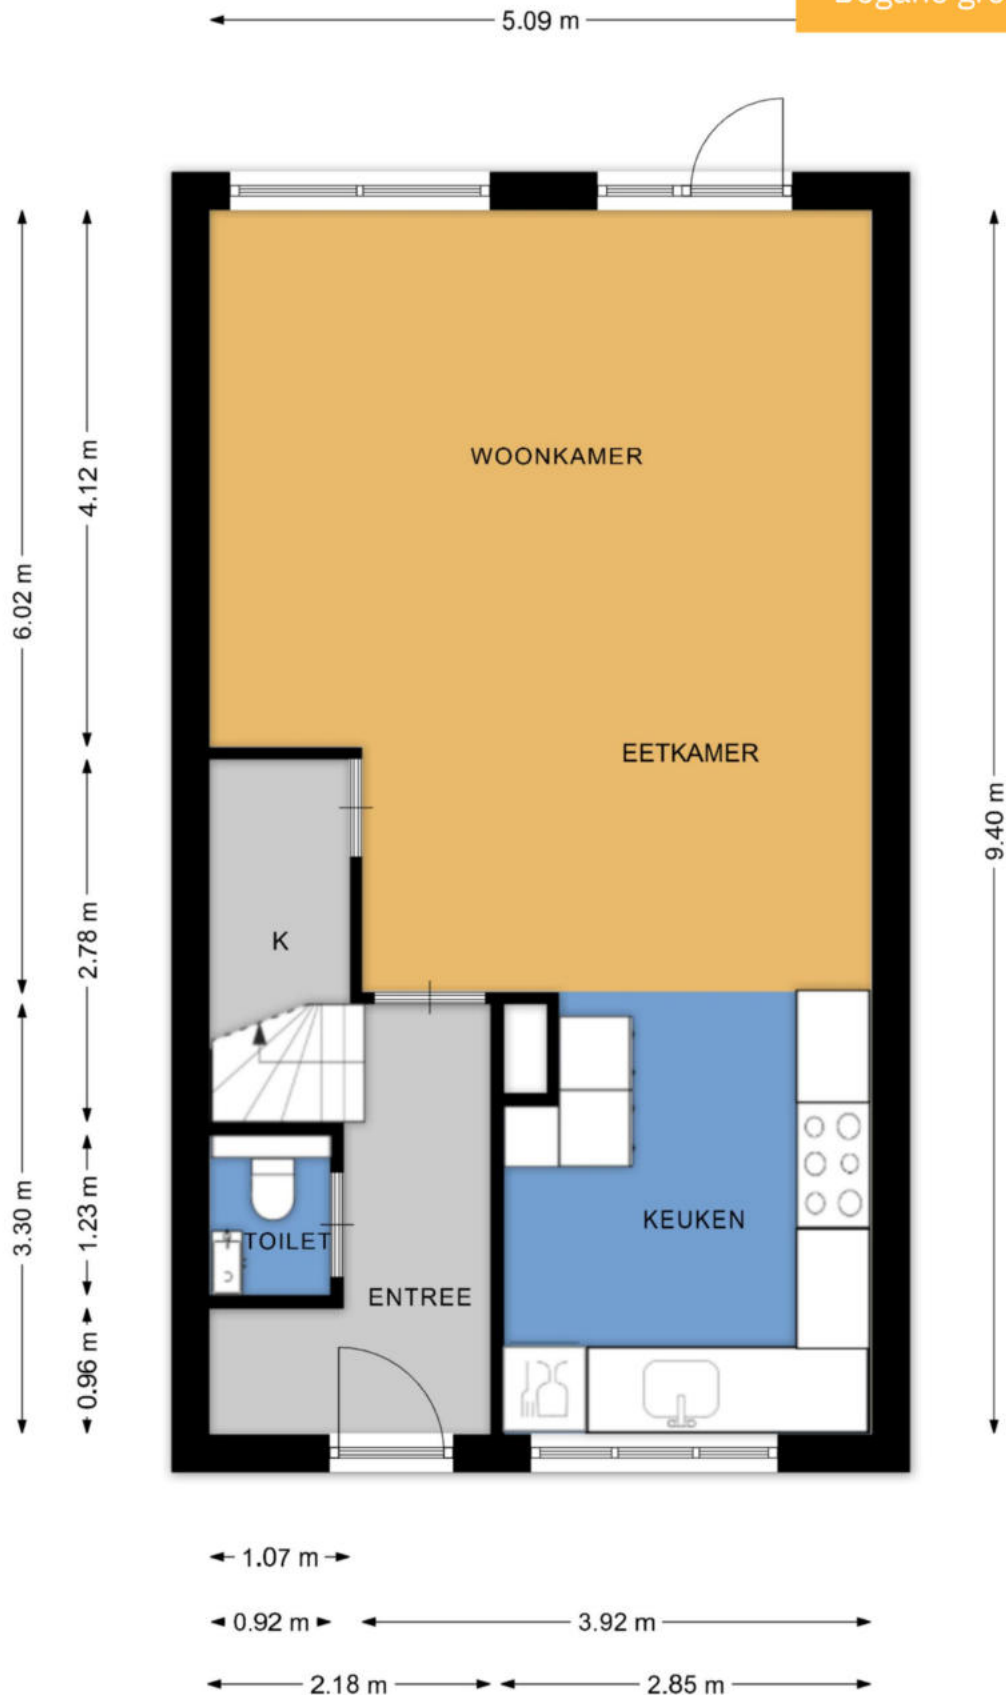 5.09 m
WOONKAMER
4.12 m
6.02 m
EETKAMER
9.40 m
K
2.78 m
3.30 m
1.23 m
TOILET
KEUKEN
ENTREE
0.96 m
1.07 m
0.92 m
3.92 m
2.18 m
2.85 m